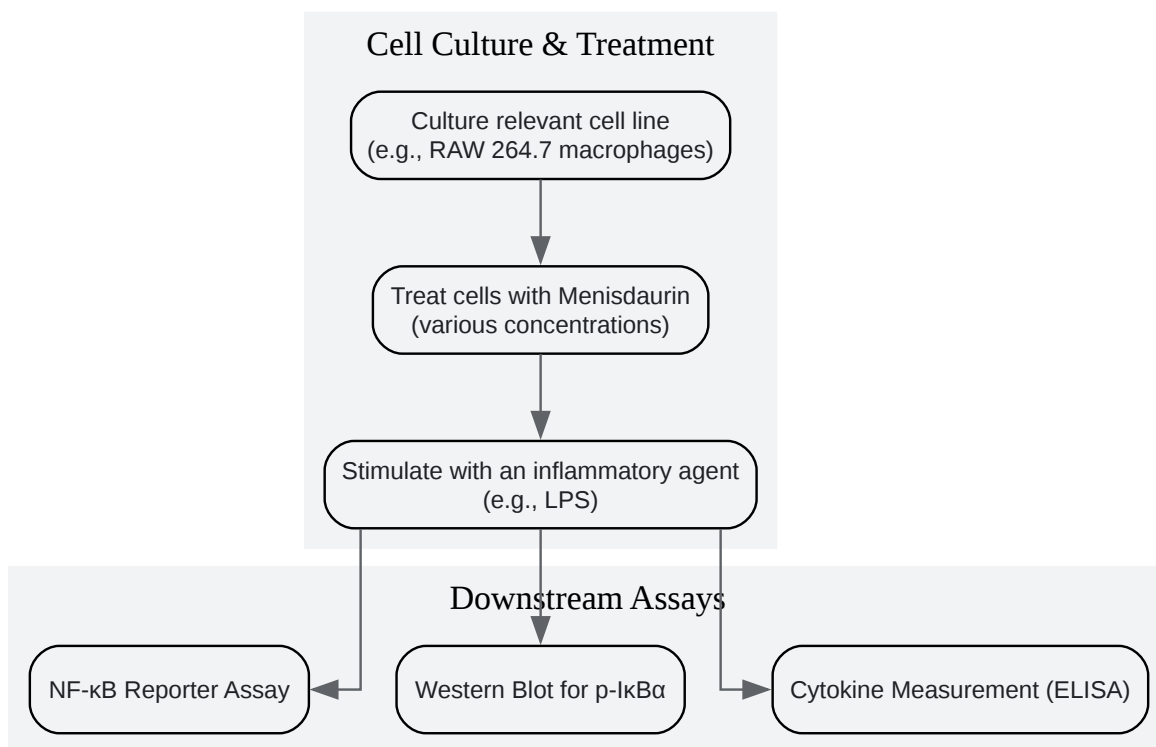 Cell Culture & Treatment
Culture relevant cell line
(e.g., RAW 264.7 macrophages)
Treat cells with Menisdaurin
(various concentrations)
Stimulate with an inflammatory agent
(e.g., LPS)
Downstream Assays
NF-κB Reporter Assay
Western Blot for p-IκBα
Cytokine Measurement (ELISA)